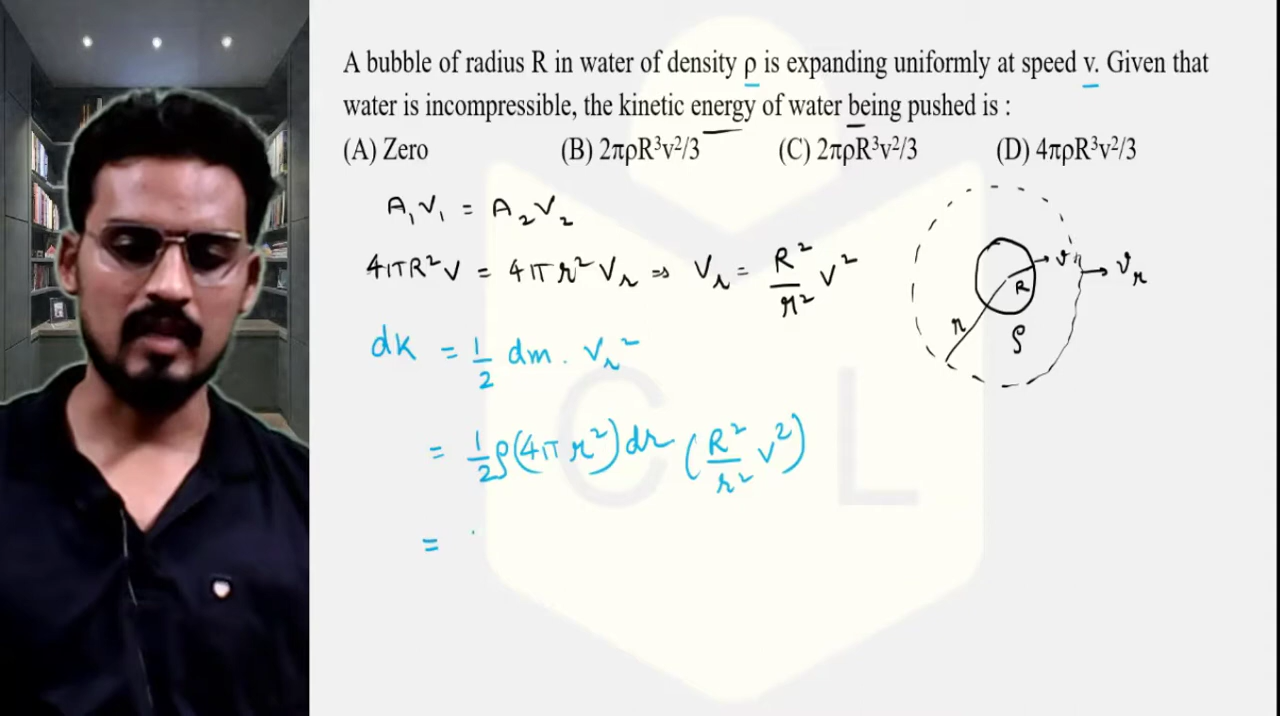 A bubble of radius R in water of density ρ is expanding uniformly at speed v. Given that
water is incompressible, the kinetic energy of water being pushed is :
(A) Zero (B) 2πρR³v²/3 (C) 2πρR³v²/3 (D) 4πρR³v²/3
A₁V₁ = A₂V₂
4πR²V = 4πr²Vr ⇒ Vr = R²/r² V²
v Vr
R
r
ρ
dk = 1/2 dm . Vr²
= 1/2 ρ(4πr²)dr (R²/r² V²)
=
C L